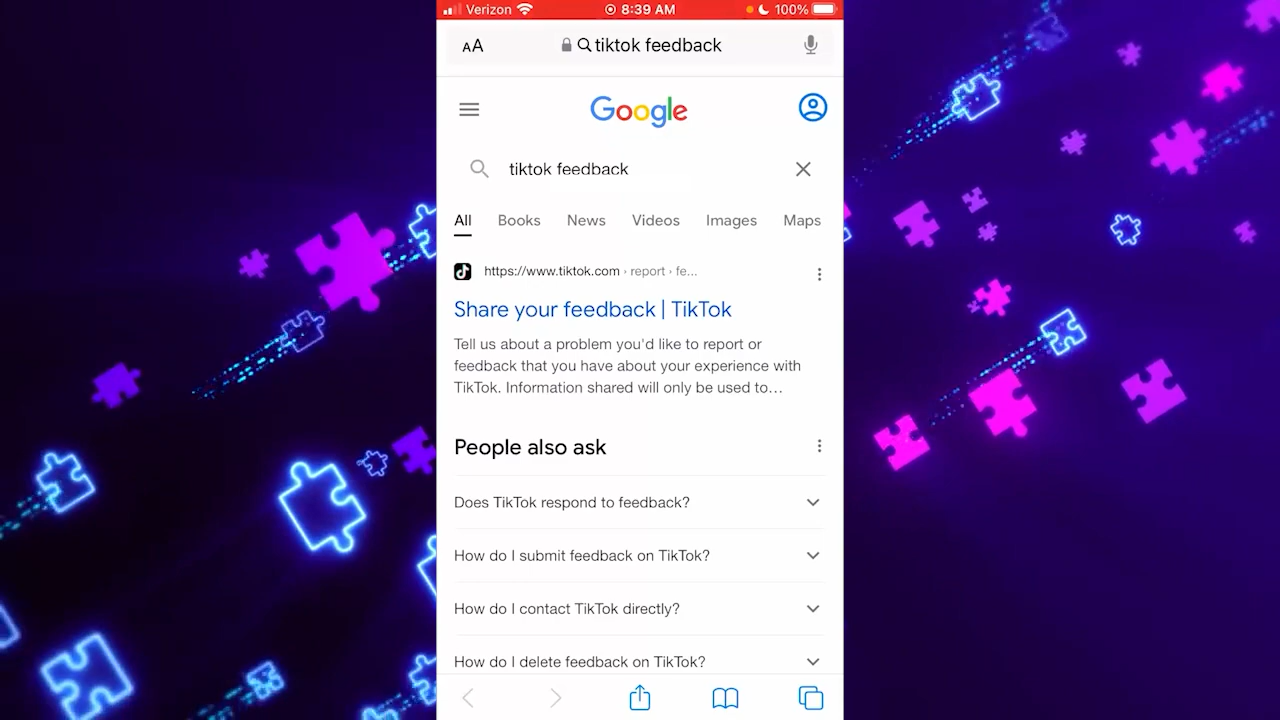 Verizon 8:39 AM 100%
AA tiktok feedback
Google
tiktok feedback
All Books News Videos Images Maps
https://www.tiktok.com › report › fe...
Share your feedback | TikTok
Tell us about a problem you'd like to report or
feedback that you have about your experience with
TikTok. Information shared will only be used to...
People also ask
Does TikTok respond to feedback?
How do I submit feedback on TikTok?
How do I contact TikTok directly?
How do I delete feedback on TikTok?